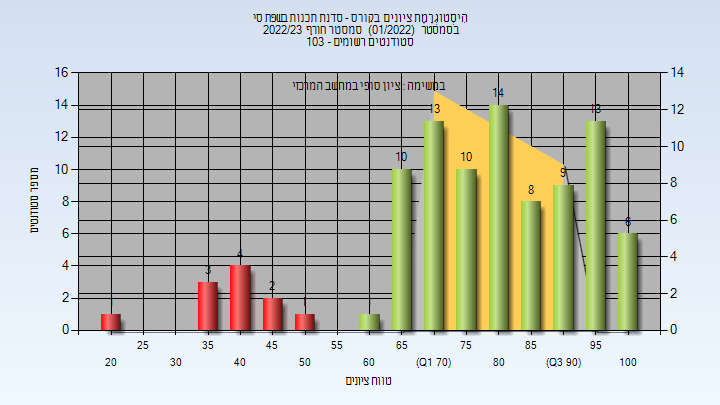 היסטוגרמת ציונים בקורס - סדנת תכנות בשפת סי
בסמסטר (01/2022) סמסטר חורף 2022/23
סטודנטים רשומים - 103
במשימה : ציון סופי במחשב המרכזי
16 14 12 10 8 6 4 2 0
מספר סטודנטים
14 12 10 8 6 4 2 0
1 3 4 2 1 1 10 13 10 14 8 9 13 6
25 35 45 55 65 75 85 95
20 30 40 50 60 (Q1 70) 80 (Q3 90) 100
טווח ציונים